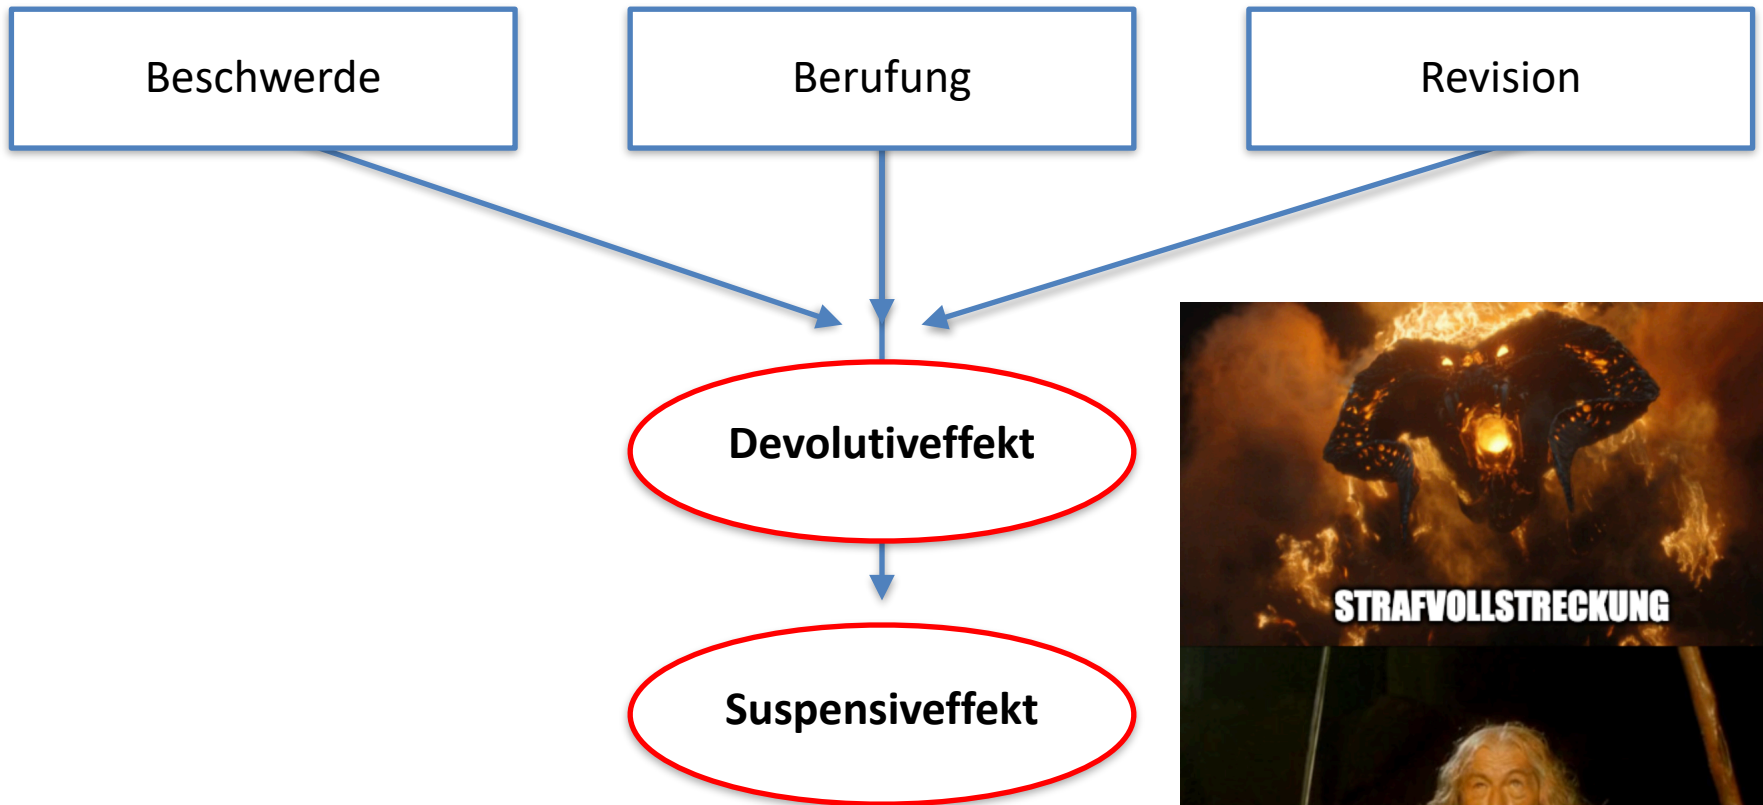 Beschwerde
Berufung
Revision
Devolutiveffekt
STRAFVOLLSTRECKUNG
Suspensiveffekt